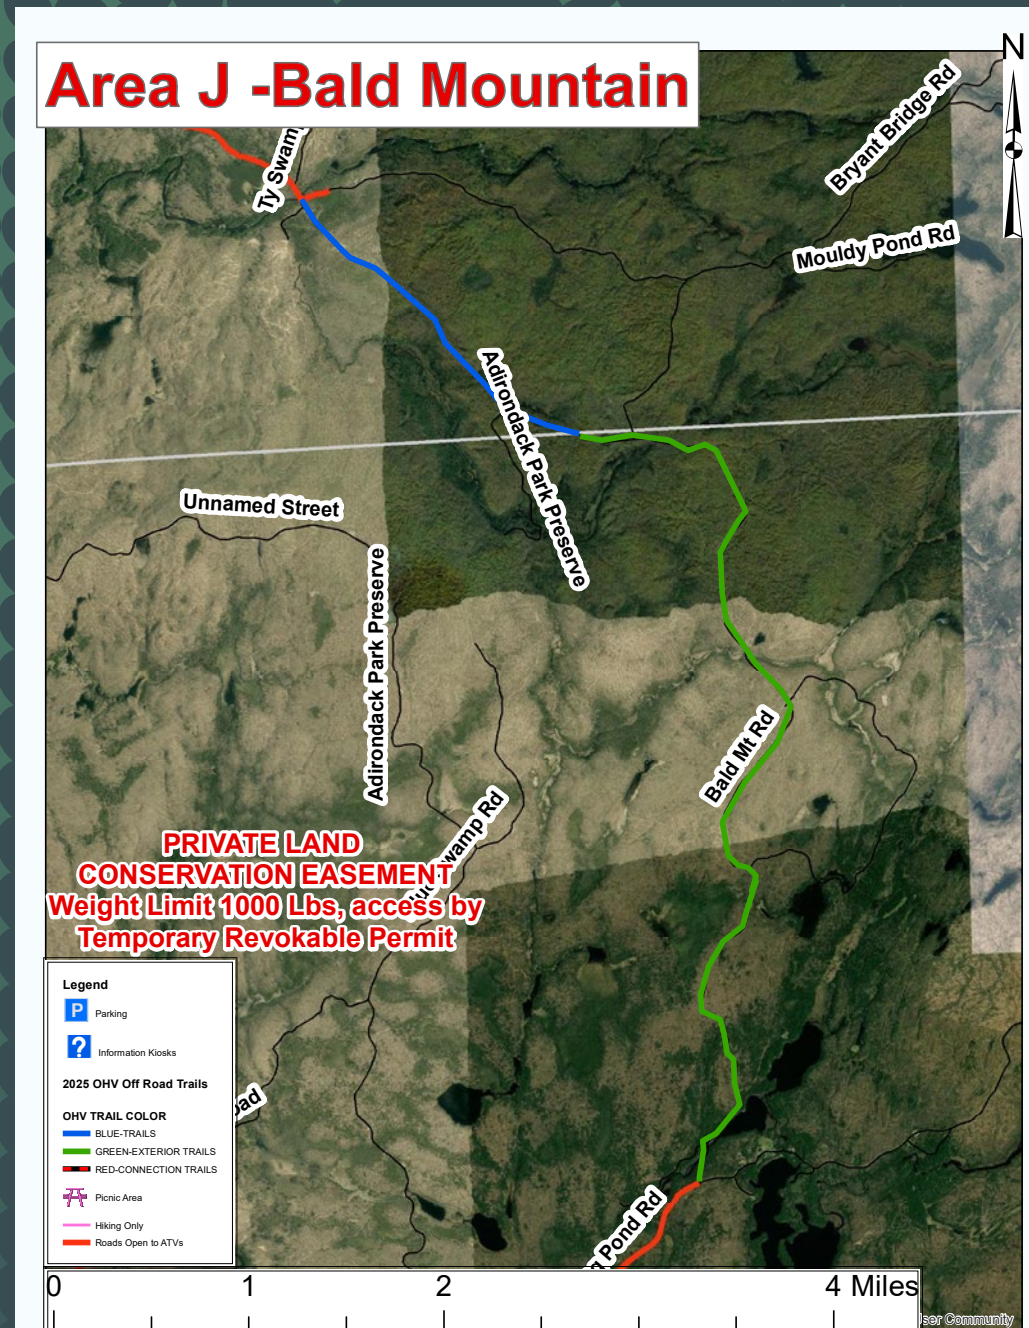 Area J -Bald Mountain
N
Ty Swam
Bryant Bridge Rd
Mouldy Pond Rd
Adirondack Park Preserve
Unnamed Street
Adirondack Park Preserve
Bald Mt Rd
wamp Rd
PRIVATE LAND
CONSERVATION EASEMENT
Weight Limit 1000 Lbs, access by
Temporary Revokable Permit
Legend
P Parking
? Information Kiosks
2025 OHV Off Road Trails
OHV TRAIL COLOR
BLUE-TRAILS
GREEN-EXTERIOR TRAILS
RED-CONNECTION TRAILS
Picnic Area
Hiking Only
Roads Open to ATVs
oad
Pond Rd
0 1 2 4 Miles
User Community